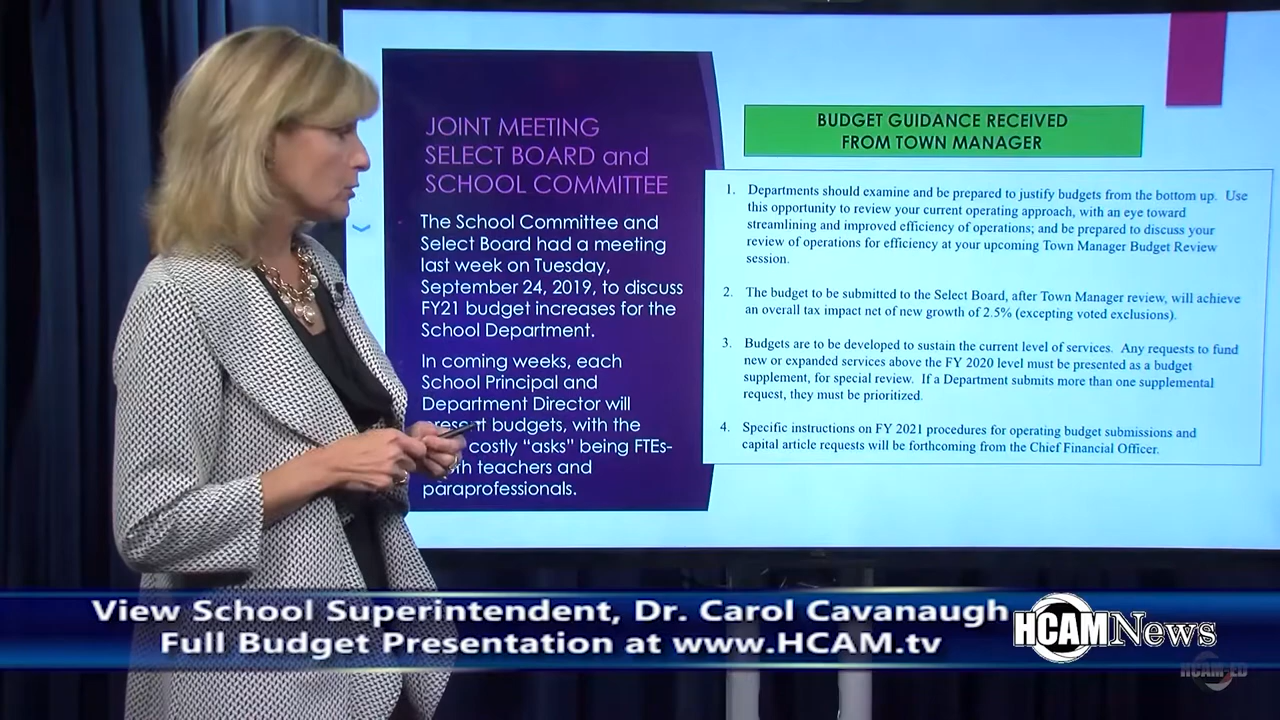 JOINT MEETING
SELECT BOARD and
SCHOOL COMMITTEE
The School Committee and
Select Board had a meeting
last week on Tuesday,
September 24, 2019, to discuss
FY21 budget increases for the
School Department.
In coming weeks, each
School Principal and
Department Director will
present budgets, with the
costly “asks” being FTEs-
teachers and
paraprofessionals.
BUDGET GUIDANCE RECEIVED
FROM TOWN MANAGER
1. Departments should examine and be prepared to justify budgets from the bottom up. Use
this opportunity to review your current operating approach, with an eye toward
streamlining and improved efficiency of operations; and be prepared to discuss your
review of operations for efficiency at your upcoming Town Manager Budget Review
session.
2. The budget to be submitted to the Select Board, after Town Manager review, will achieve
an overall tax impact net of new growth of 2.5% (excepting voted exclusions).
3. Budgets are to be developed to sustain the current level of services. Any requests to fund
new or expanded services above the FY 2020 level must be presented as a budget
supplement, for special review. If a Department submits more than one supplemental
request, they must be prioritized.
4. Specific instructions on FY 2021 procedures for operating budget submissions and
capital article requests will be forthcoming from the Chief Financial Officer.
View School Superintendent, Dr. Carol Cavanaugh
Full Budget Presentation at www.HCAM.tv
HCAM News
HCAM-ED